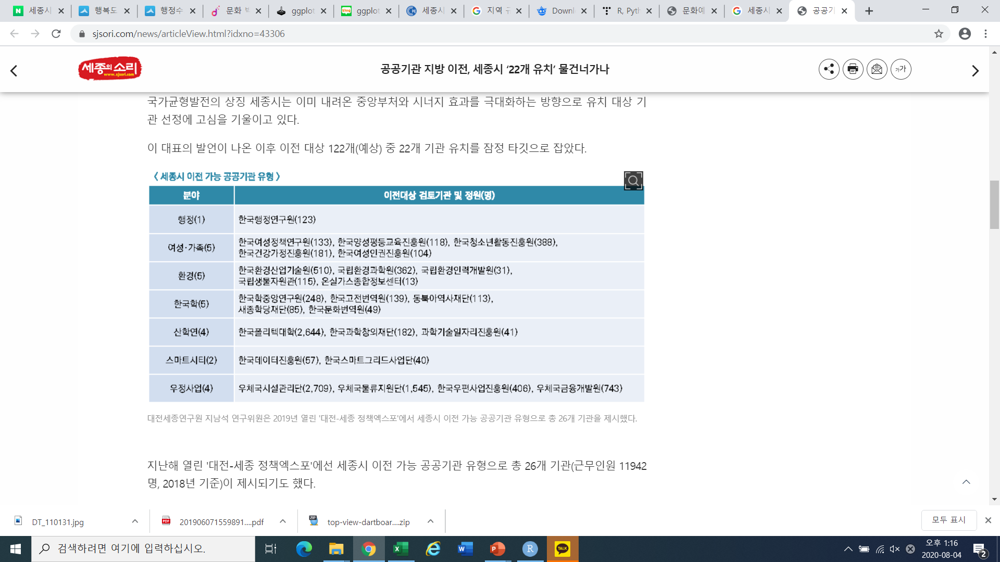 세종시
행복도
행정수
문화 빅
ggplot
ggplot
세종시
지역 균
Downl
R, Pyth
문화예
세종시
공공기
sjsori.com/news/articleView.html?idxno=43306
세종의소리
www.sjsori.com
공공기관 지방 이전, 세종시 ‘22개 유치’ 물건너가나
가가
국가균형발전의 상징 세종시는 이미 내려온 중앙부처와 시너지 효과를 극대화하는 방향으로 유치 대상 기
관 선정에 고심을 기울이고 있다.
이 대표의 발언이 나온 이후 이전 대상 122개(예상) 중 22개 기관 유치를 잠정 타깃으로 잡았다.
〈 세종시 이전 가능 공공기관 유형 〉
분야 이전대상 검토기관 및 정원(명)
행정(1) 한국행정연구원(123)
여성·가족(5) 한국여성정책연구원(133), 한국양성평등교육진흥원(118), 한국청소년활동진흥원(388),
한국건강가정진흥원(181), 한국여성인권진흥원(104)
환경(5) 한국환경산업기술원(510), 국립환경과학원(362), 국립환경인력개발원(31),
국립생물자원관(115), 온실가스종합정보센터(13)
한국학(5) 한국학중앙연구원(248), 한국고전번역원(139), 동북아역사재단(113),
세종학당재단(85), 한국문화번역원(49)
산학연(4) 한국폴리텍대학(2,644), 한국과학창의재단(182), 과학기술일자리진흥원(41)
스마트시티(2) 한국데이터진흥원(57), 한국스마트그리드사업단(40)
우정사업(4) 우체국시설관리단(2,709), 우체국물류지원단(1,545), 한국우편사업진흥원(406), 우체국금융개발원(743)
대전세종연구원 지남석 연구위원은 2019년 열린 '대전-세종 정책엑스포'에서 세종시 이전 가능 공공기관 유형으로 총 26개 기관을 제시했다.
지난해 열린 '대전-세종 정책엑스포'에선 세종시 이전 가능 공공기관 유형으로 총 26개 기관(근무인원 11942
명, 2018년 기준)이 제시되기도 했다.
DT_110131.jpg
201906071559891....pdf
top-view-dartboar....zip
모두 표시
검색하려면 여기에 입력하십시오.
오후 1:16
2020-08-04
2